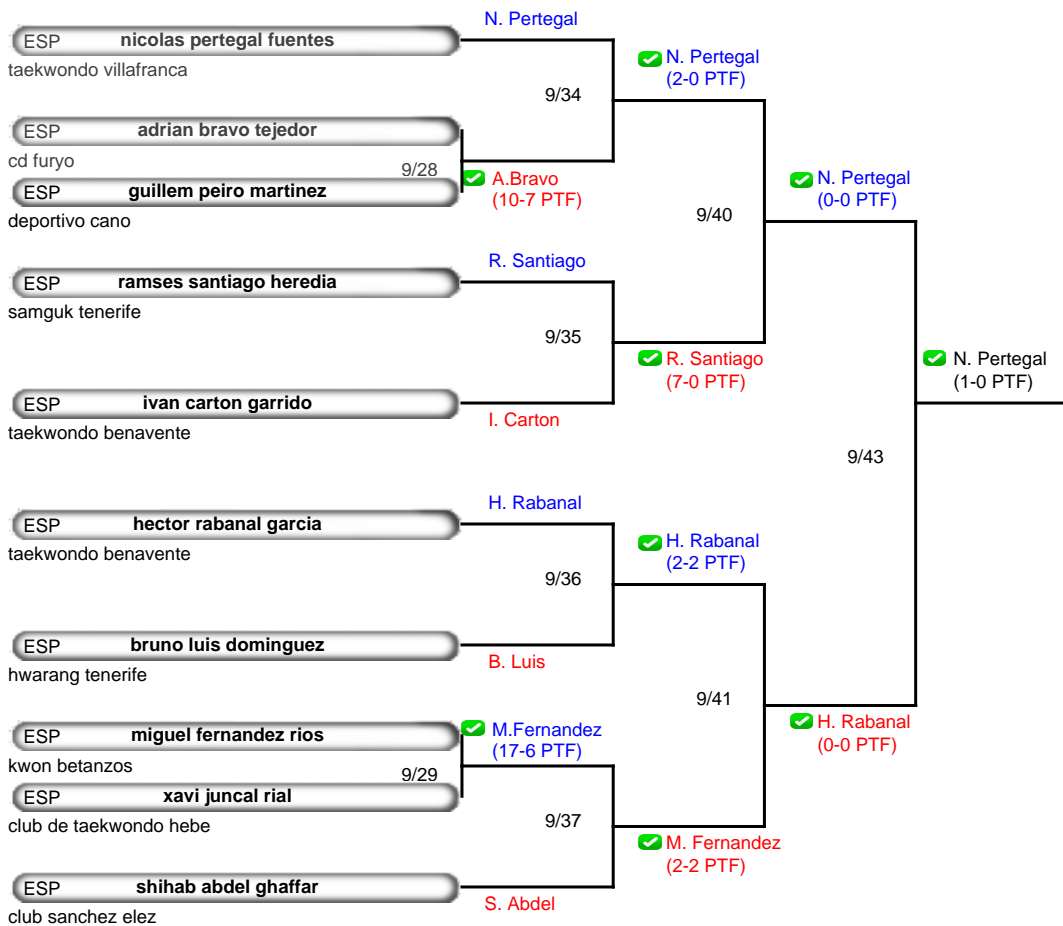 N. Pertegal
ESP nicolas pertegal fuentes
taekwondo villafranca
N. Pertegal
(2-0 PTF)
9/34
ESP adrian bravo tejedor
cd furyo
9/28
ESP guillem peiro martinez
deportivo cano
A.Bravo
(10-7 PTF)
N. Pertegal
(0-0 PTF)
9/40
R. Santiago
ESP ramses santiago heredia
samguk tenerife
9/35
R. Santiago
(7-0 PTF)
N. Pertegal
(1-0 PTF)
ESP ivan carton garrido
taekwondo benavente
I. Carton
9/43
H. Rabanal
ESP hector rabanal garcia
taekwondo benavente
H. Rabanal
(2-2 PTF)
9/36
ESP bruno luis dominguez
hwarang tenerife
B. Luis
9/41
H. Rabanal
(0-0 PTF)
ESP miguel fernandez rios
kwon betanzos
M.Fernandez
(17-6 PTF)
9/29
ESP xavi juncal rial
club de taekwondo hebe
9/37
M. Fernandez
(2-2 PTF)
ESP shihab abdel ghaffar
club sanchez elez
S. Abdel